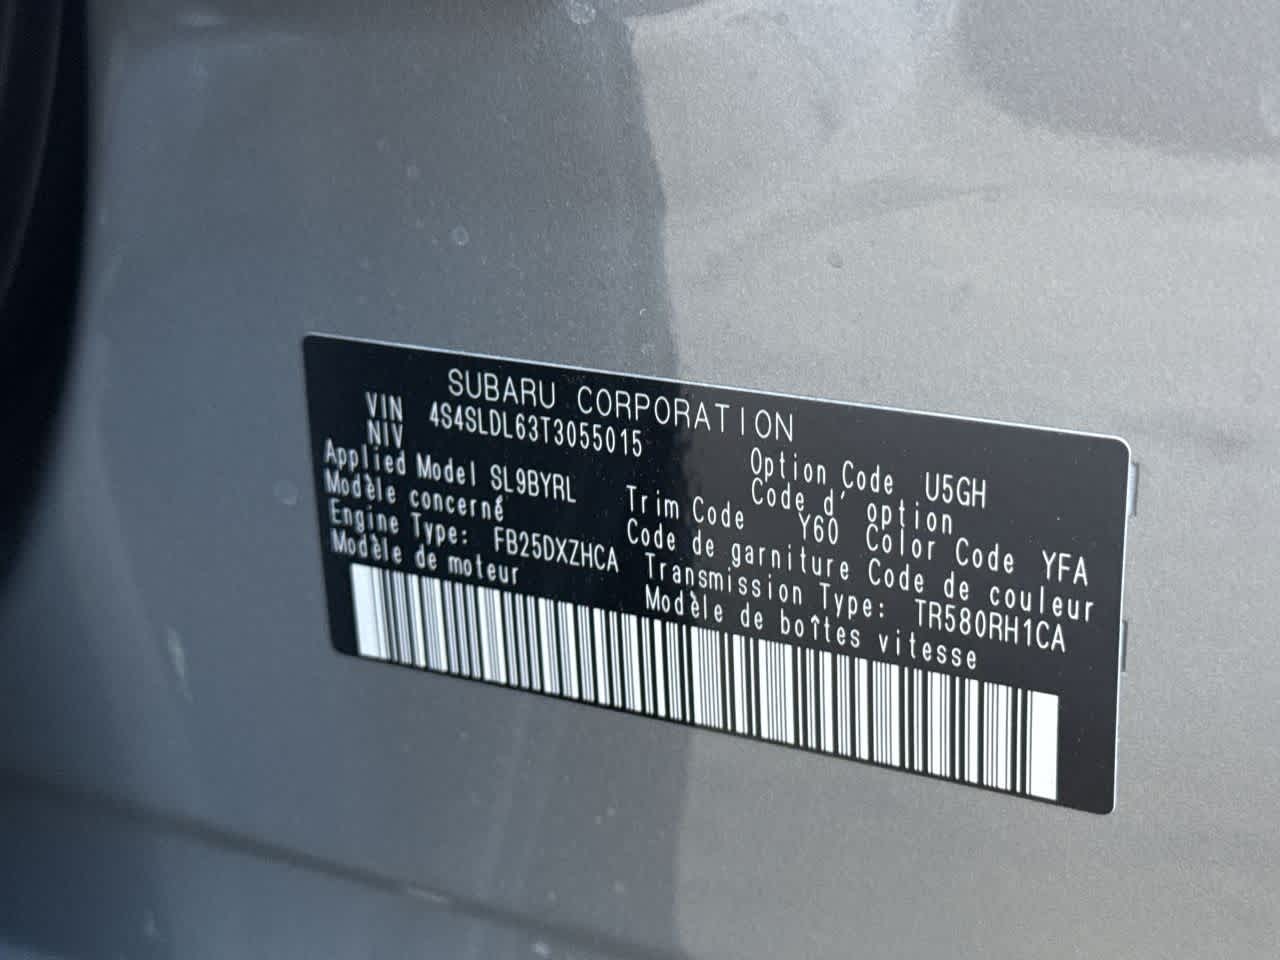 SUBARU CORPORATION
VIN 4S4SLDL63T3055015
NIV
Applied Model SL9BYRL Option Code U5GH
Modèle concerné Code d' option
Trim Code Y60 Color Code YFA
Code de garniture Code de couleur
Engine Type: FB25DXZHCA Transmission Type: TR580RH1CA
Modèle de moteur Modèle de boîtes vitesse